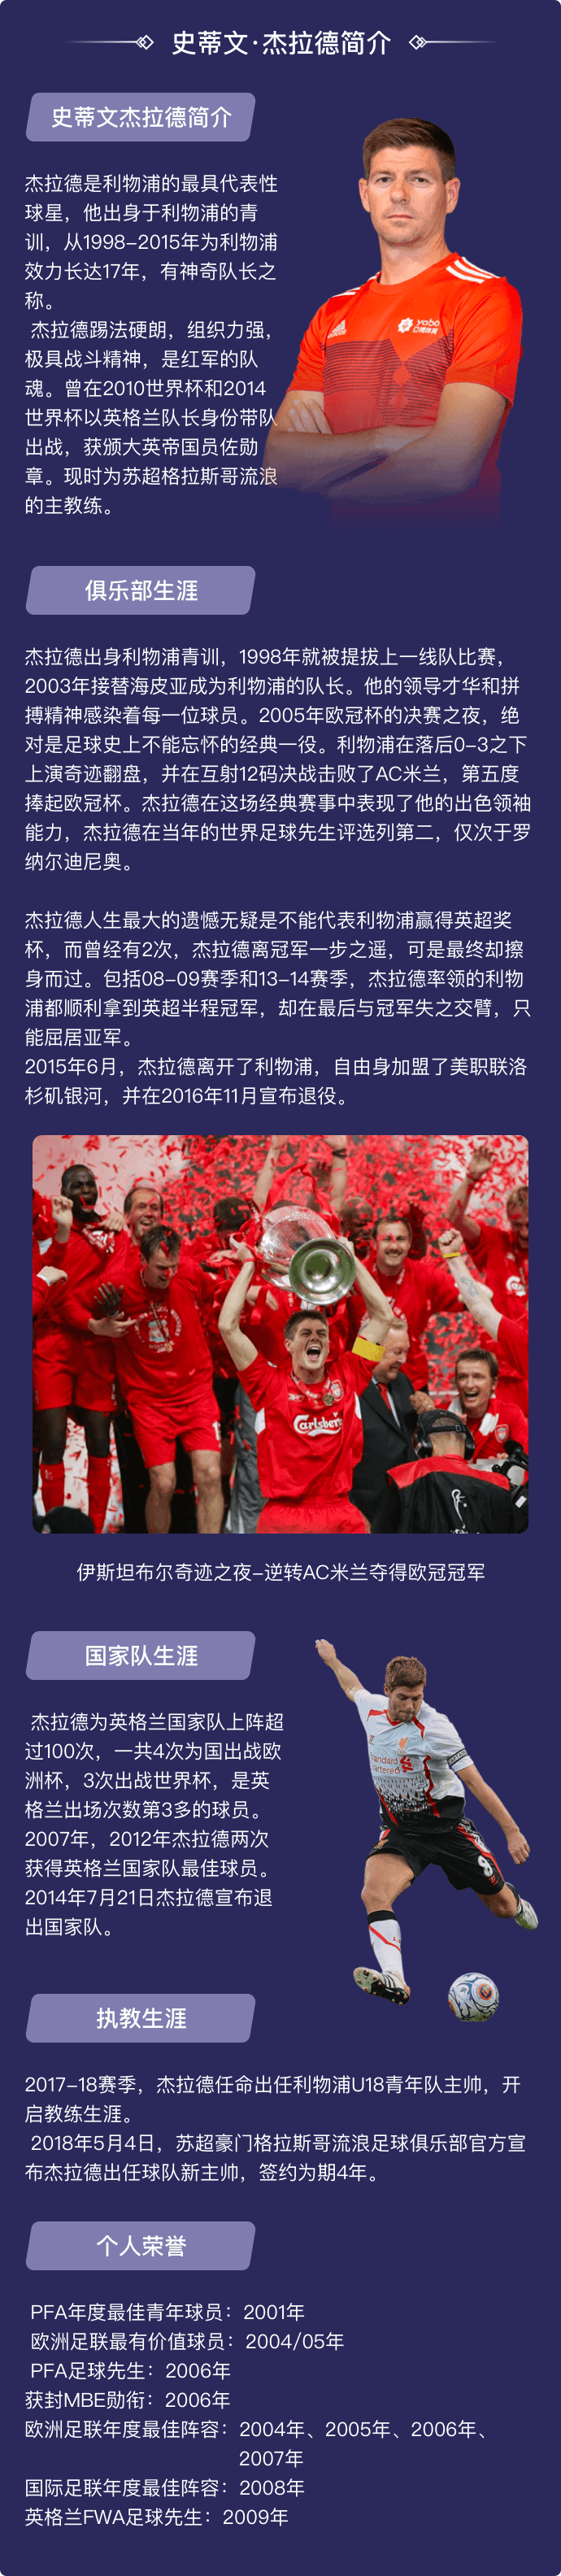 史蒂文·杰拉德简介
史蒂文杰拉德简介
杰拉德是利物浦的最具代表性
球星，他出身于利物浦的青
训，从1998-2015年为利物浦
效力长达17年，有神奇队长之
称。
杰拉德踢法硬朗，组织力强，
极具战斗精神，是红军的队
魂。曾在2010世界杯和2014
世界杯以英格兰队长身份带队
出战，获颁大英帝国员佐勋
章。现时为苏超格拉斯哥流浪
的主教练。
yobo
俱乐部生涯
杰拉德出身利物浦青训，1998年就被提拔上一线队比赛，
2003年接替海皮亚成为利物浦的队长。他的领导才华和拼
搏精神感染着每一位球员。2005年欧冠杯的决赛之夜，绝
对是足球史上不能忘怀的经典一役。利物浦在落后0-3之下
上演奇迹翻盘，并在互射12码决战击败了AC米兰，第五度
捧起欧冠杯。杰拉德在这场经典赛事中表现了他的出色领袖
能力，杰拉德在当年的世界足球先生评选列第二，仅次于罗
纳尔迪尼奥。
杰拉德人生最大的遗憾无疑是不能代表利物浦赢得英超奖
杯，而曾经有2次，杰拉德离冠军一步之遥，可是最终却擦
身而过。包括08-09赛季和13-14赛季，杰拉德率领的利物
浦都顺利拿到英超半程冠军，却在最后与冠军失之交臂，只
能屈居亚军。
2015年6月，杰拉德离开了利物浦，自由身加盟了美职联洛
杉矶银河，并在2016年11月宣布退役。
Carlsberg
伊斯坦布尔奇迹之夜-逆转AC米兰夺得欧冠冠军
国家队生涯
杰拉德为英格兰国家队上阵超
过100次，一共4次为国出战欧
洲杯，3次出战世界杯，是英
格兰出场次数第3多的球员。
2007年，2012年杰拉德两次
获得英格兰国家队最佳球员。
2014年7月21日杰拉德宣布退
出国家队。
Standard
Chartered
8
执教生涯
2017-18赛季，杰拉德任命出任利物浦U18青年队主帅，开
启教练生涯。
2018年5月4日，苏超豪门格拉斯哥流浪足球俱乐部官方宣
布杰拉德出任球队新主帅，签约为期4年。
个人荣誉
PFA年度最佳青年球员：2001年
欧洲足联最有价值球员：2004/05年
PFA足球先生：2006年
获封MBE勋衔：2006年
欧洲足联年度最佳阵容：2004年、2005年、2006年、
2007年
国际足联年度最佳阵容：2008年
英格兰FWA足球先生：2009年